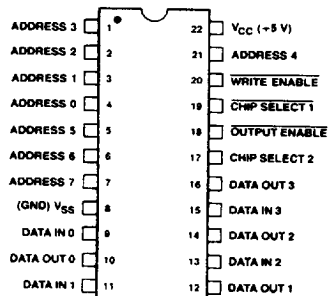 ADDRESS 3 1
ADDRESS 2 2
ADDRESS 1 3
ADDRESS 0 4
ADDRESS 5 5
ADDRESS 6 6
ADDRESS 7 7
(GND) VSS 8
DATA IN 0 9
DATA OUT 0 10
DATA IN 1 11
22 VCC (+5 V)
21 ADDRESS 4
20 WRITE ENABLE
19 CHIP SELECT 1
18 OUTPUT ENABLE
17 CHIP SELECT 2
16 DATA OUT 3
15 DATA IN 3
14 DATA OUT 2
13 DATA IN 2
12 DATA OUT 1